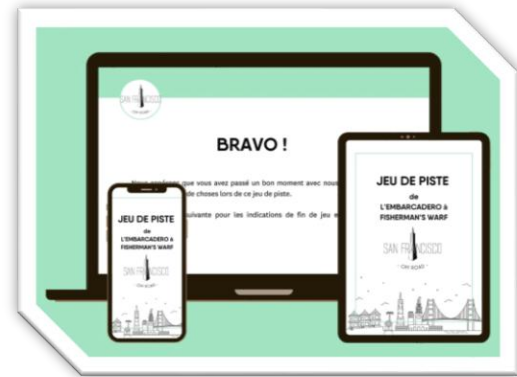 SAN FRANCISCO
BRAVO !
que vous avez passé un bon moment avec nous
de choses lors de ce jeu de piste.
suivante pour les indications de fin de jeu
JEU DE PISTE
de
L'EMBARCADERO à
FISHERMAN'S WARF
SAN FRANCISCO
JEU DE PISTE
de
L'EMBARCADERO à
FISHERMAN'S WARF
SAN FRANCISCO